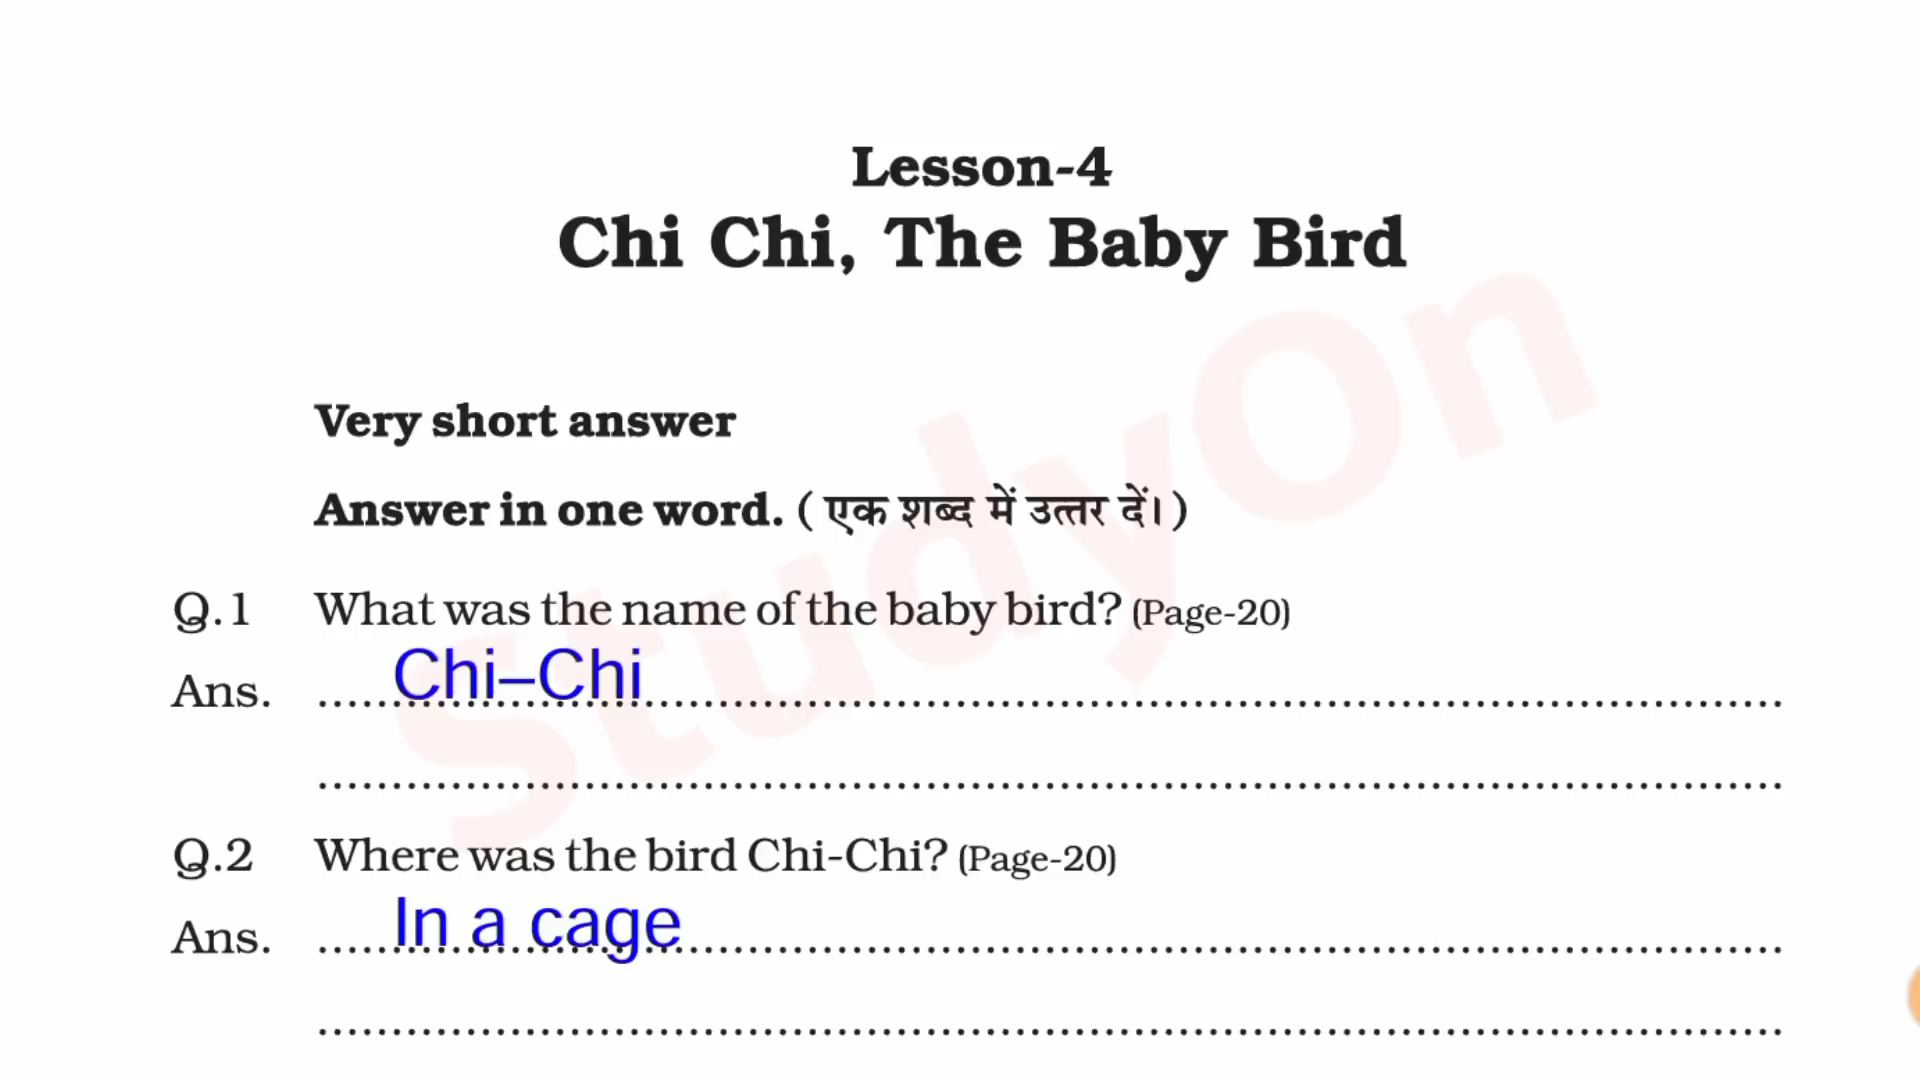 Lesson-4
Chi Chi, The Baby Bird
Very short answer
Answer in one word. ( एक शब्द में उत्तर दें। )
Q.1 What was the name of the baby bird? (Page-20)
Ans. Chi–Chi
Q.2 Where was the bird Chi-Chi? (Page-20)
Ans. In a cage
StudyOn